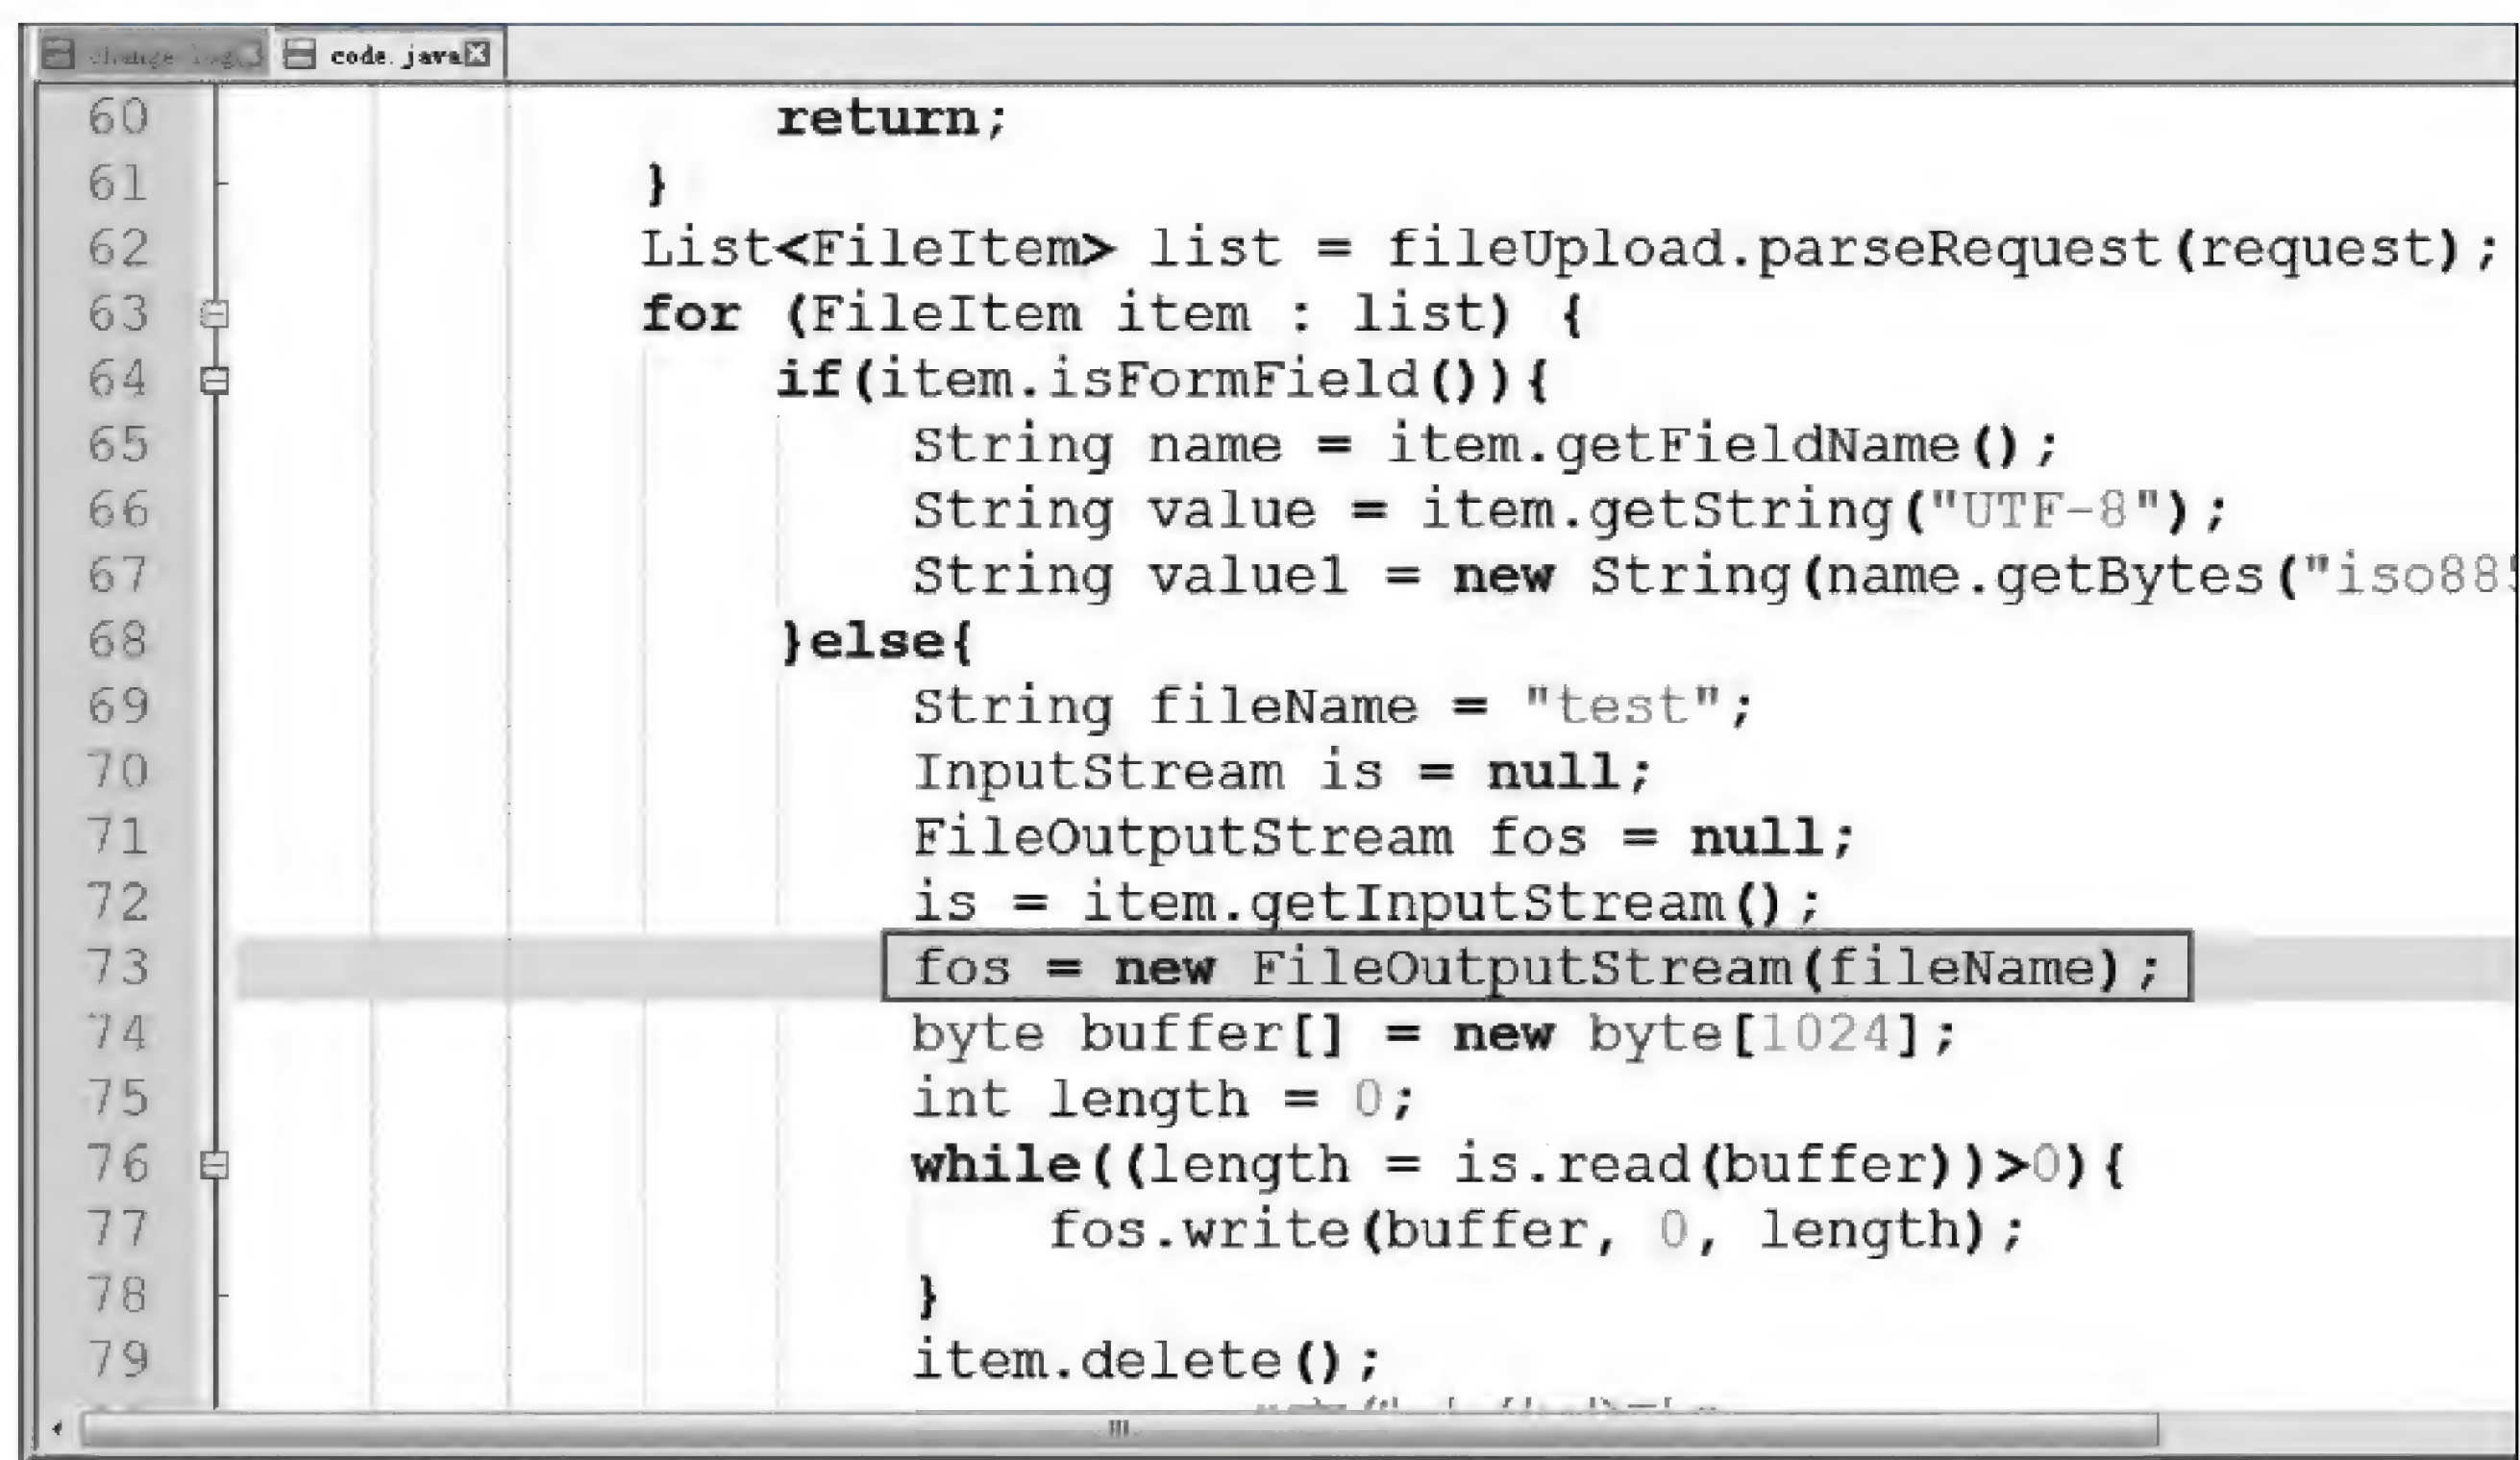 change.log
code.java
60 return;
61 }
62 List<FileItem> list = fileUpload.parseRequest(request);
63 for (FileItem item : list) {
64 if(item.isFormField()){
65 String name = item.getFieldName();
66 String value = item.getString("UTF-8");
67 String value1 = new String(name.getBytes("iso88
68 }else{
69 String fileName = "test";
70 InputStream is = null;
71 FileOutputStream fos = null;
72 is = item.getInputStream();
73 fos = new FileOutputStream(fileName);
74 byte buffer[] = new byte[1024];
75 int length = 0;
76 while((length = is.read(buffer))>0){
77 fos.write(buffer, 0, length);
78 }
79 item.delete();